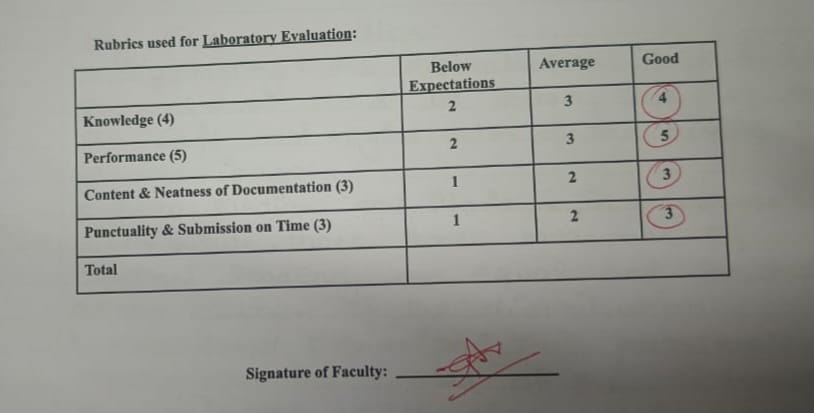 Rubrics used for Laboratory Evaluation:
Below Expectations Average Good
Knowledge (4) 2 3 4
Performance (5) 2 3 5
Content & Neatness of Documentation (3) 1 2 3
Punctuality & Submission on Time (3) 1 2 3
Total
Signature of Faculty: